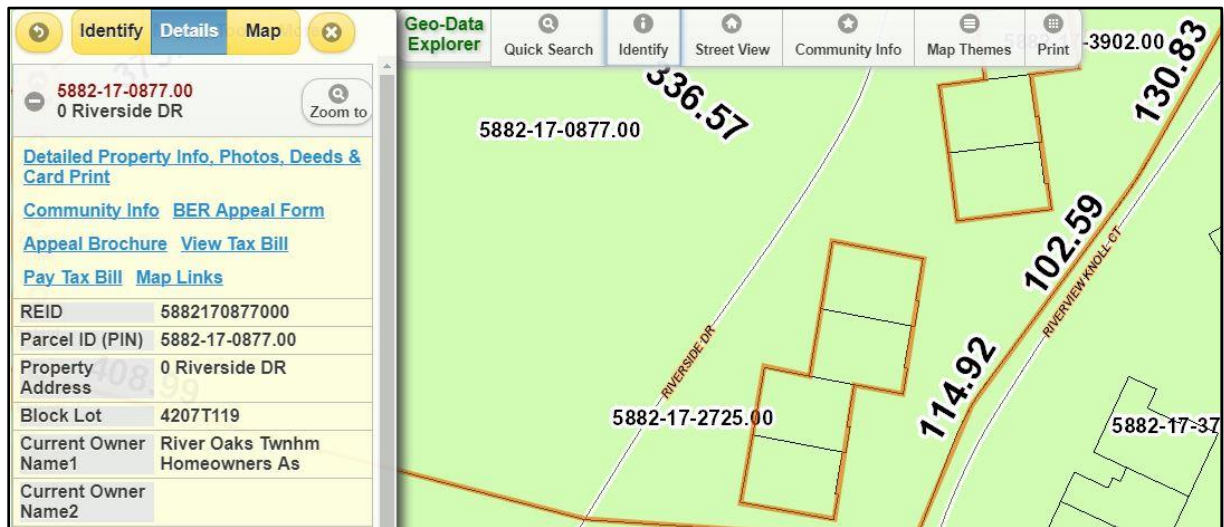 Identify
Details
Map
5882-17-0877.00
0 Riverside DR
Zoom to
Detailed Property Info, Photos, Deeds &
Card Print
Community Info BER Appeal Form
Appeal Brochure View Tax Bill
Pay Tax Bill Map Links
REID 5882170877000
Parcel ID (PIN) 5882-17-0877.00
Property 0 Riverside DR
Address
Block Lot 4207T119
Current Owner River Oaks Twnhm
Name1 Homeowners As
Current Owner
Name2
408.99
Geo-Data
Explorer
Quick Search
Identify
Street View
Community Info
Map Themes
Print
-3902.00
336.57
130.83
5882-17-0877.00
102.59
RIVERVIEW KNOLL CT
RIVERSIDE DR
114.92
5882-17-2725.00
5882-17-37